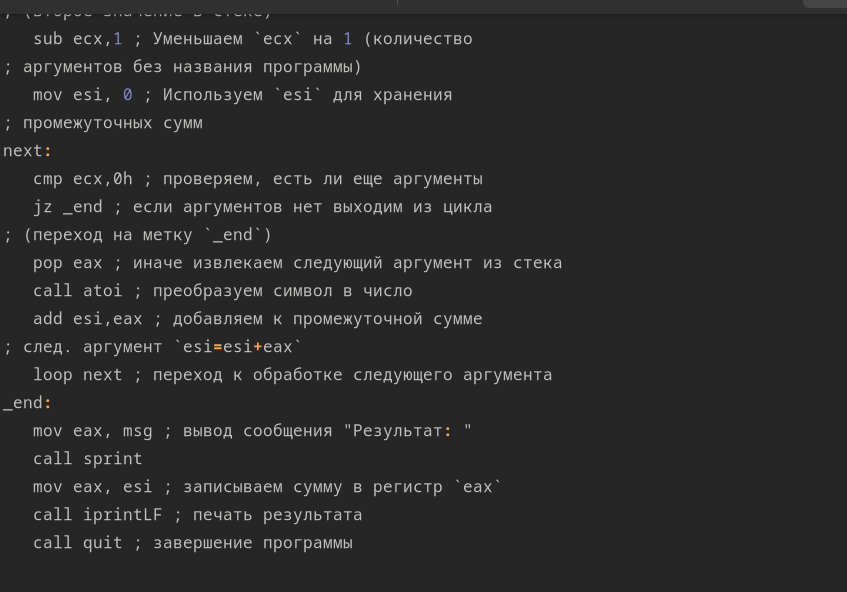 ; (второе значение в стеке)
sub ecx,1 ; Уменьшаем `ecx` на 1 (количество
; аргументов без названия программы)
mov esi, 0 ; Используем `esi` для хранения
; промежуточных сумм
next:
cmp ecx,0h ; проверяем, есть ли еще аргументы
jz _end ; если аргументов нет выходим из цикла
; (переход на метку `_end`)
pop eax ; иначе извлекаем следующий аргумент из стека
call atoi ; преобразуем символ в число
add esi,eax ; добавляем к промежуточной сумме
; след. аргумент `esi=esi+eax`
loop next ; переход к обработке следующего аргумента
_end:
mov eax, msg ; вывод сообщения "Результат: "
call sprint
mov eax, esi ; записываем сумму в регистр `eax`
call iprintLF ; печать результата
call quit ; завершение программы